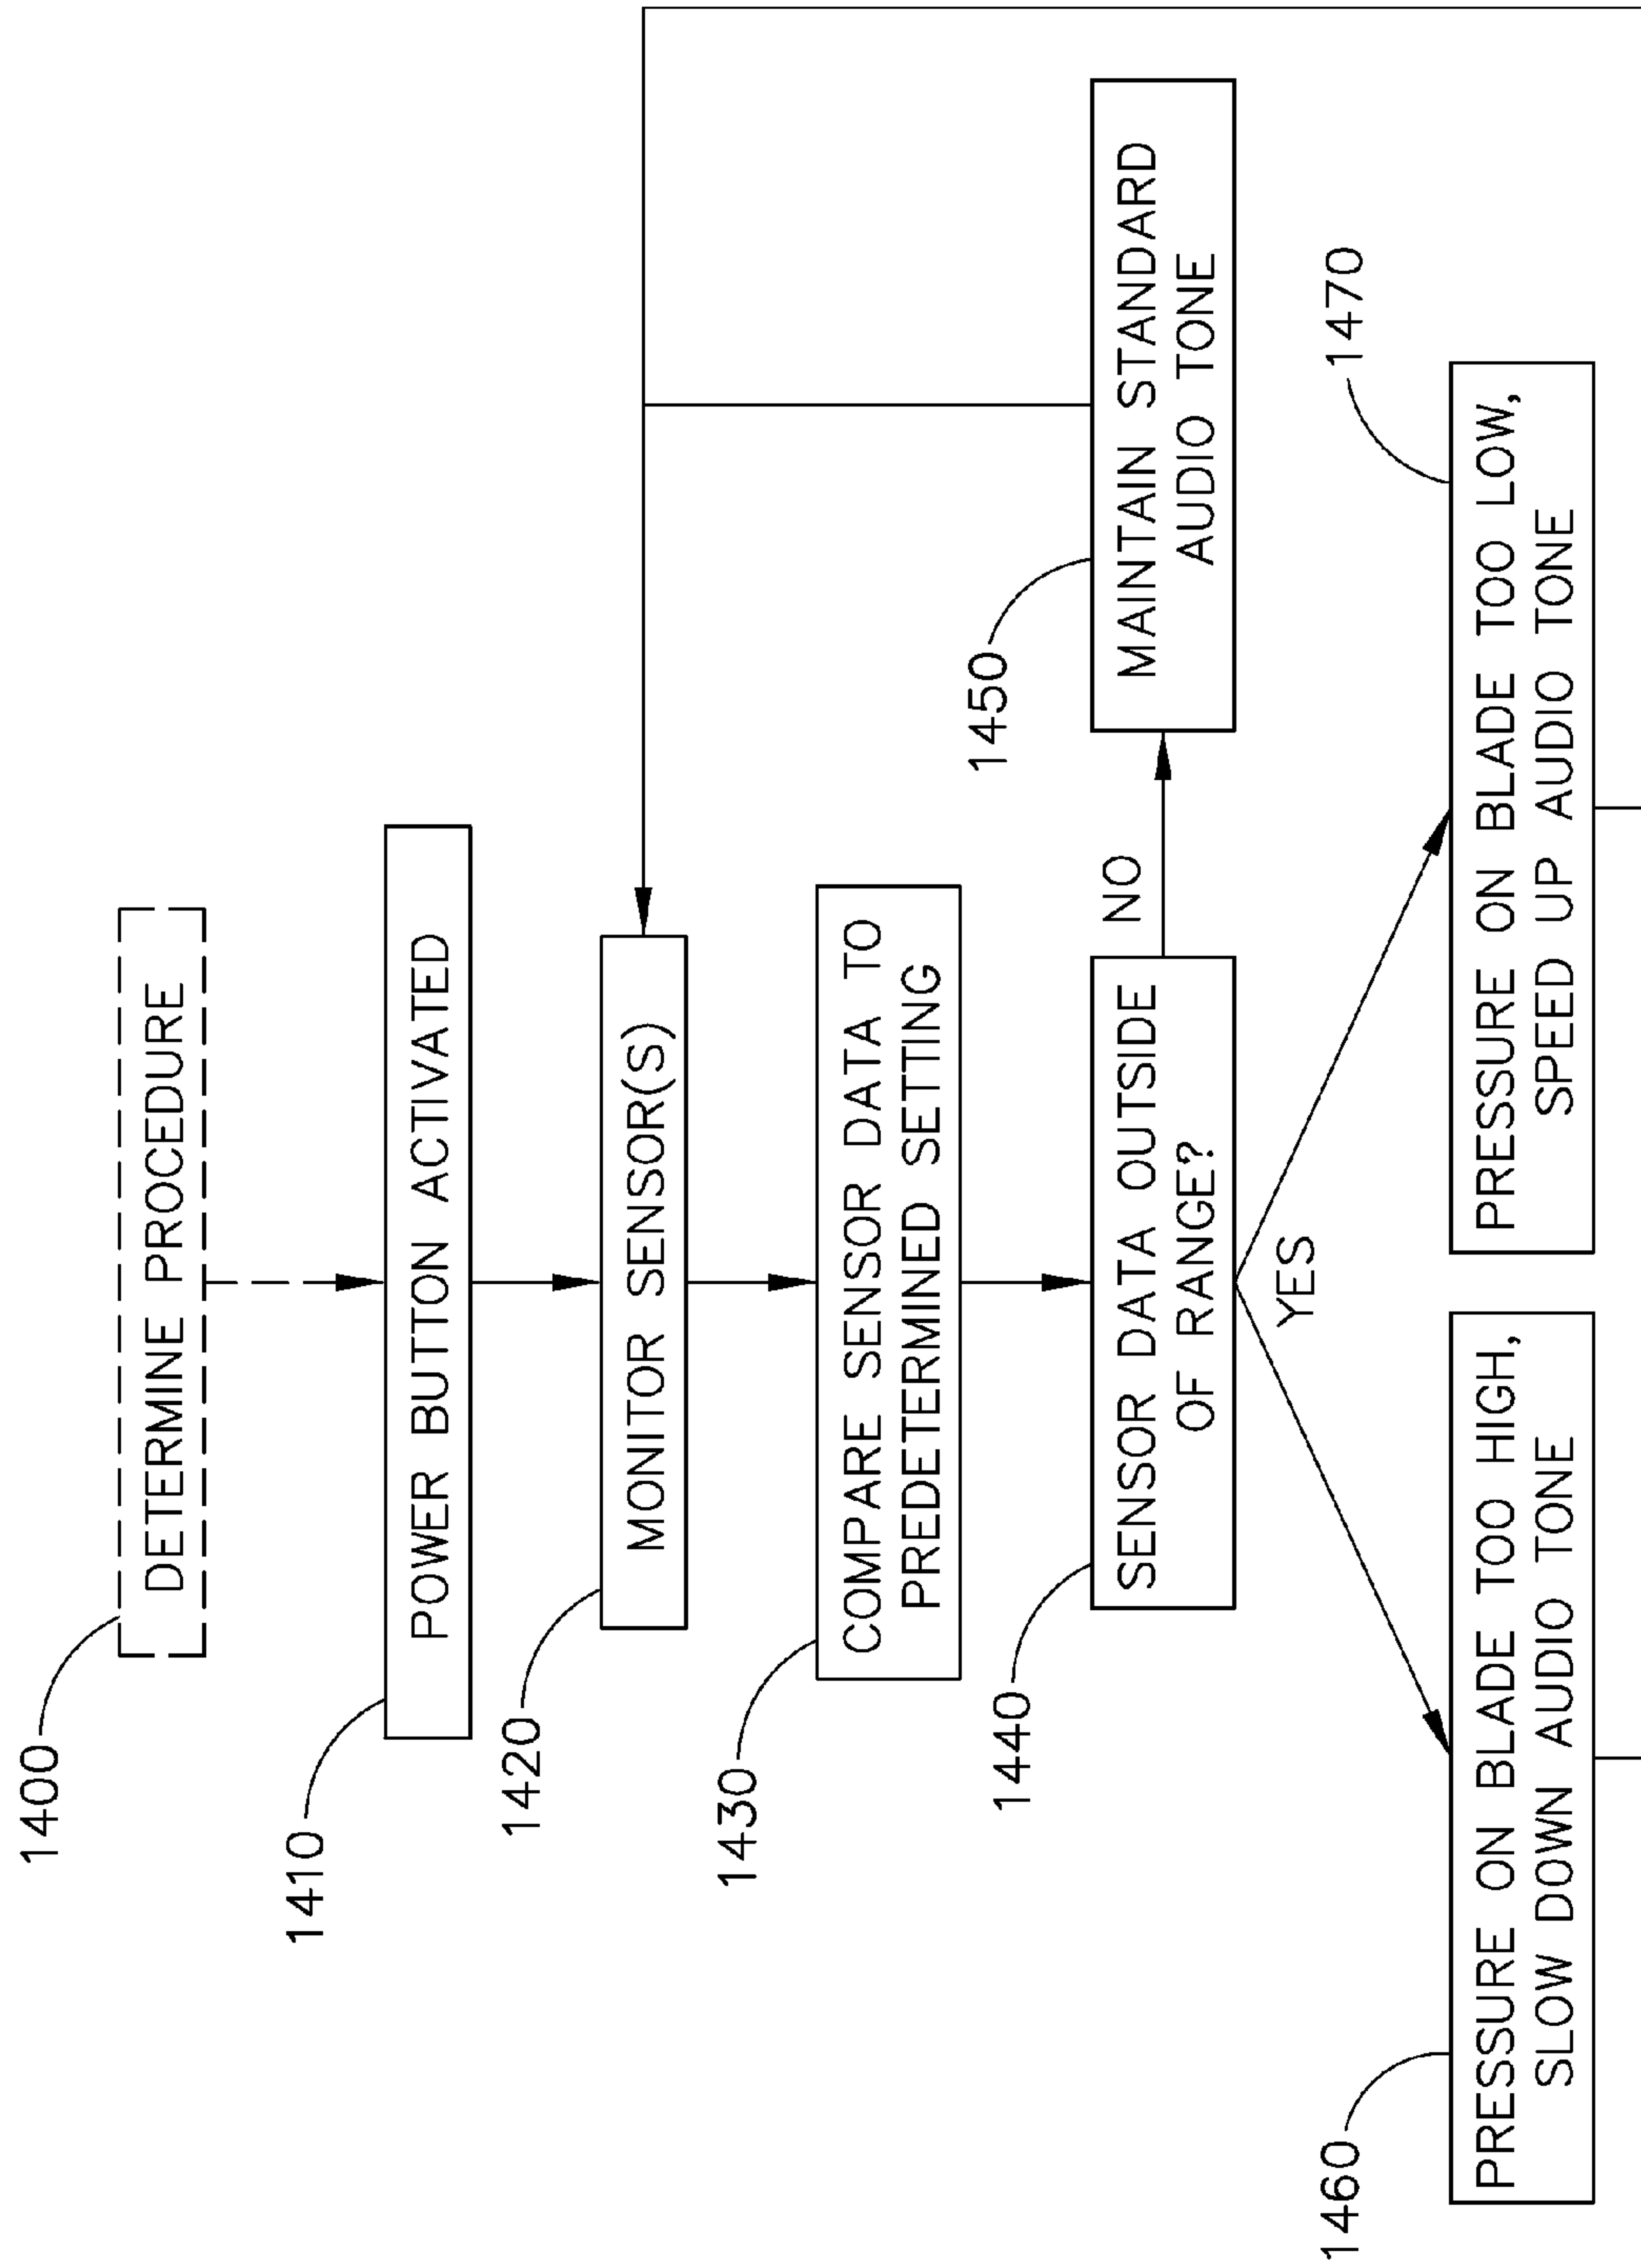 1400
DETERMINE PROCEDURE
1410
POWER BUTTON ACTIVATED
1420
MONITOR SENSOR(S)
1430
COMPARE SENSOR DATA TO
PREDETERMINED SETTING
1440
SENSOR DATA OUTSIDE
OF RANGE?
NO
1450
MAINTAIN STANDARD
AUDIO TONE
YES
1460
PRESSURE ON BLADE TOO HIGH,
SLOW DOWN AUDIO TONE
1470
PRESSURE ON BLADE TOO LOW,
SPEED UP AUDIO TONE